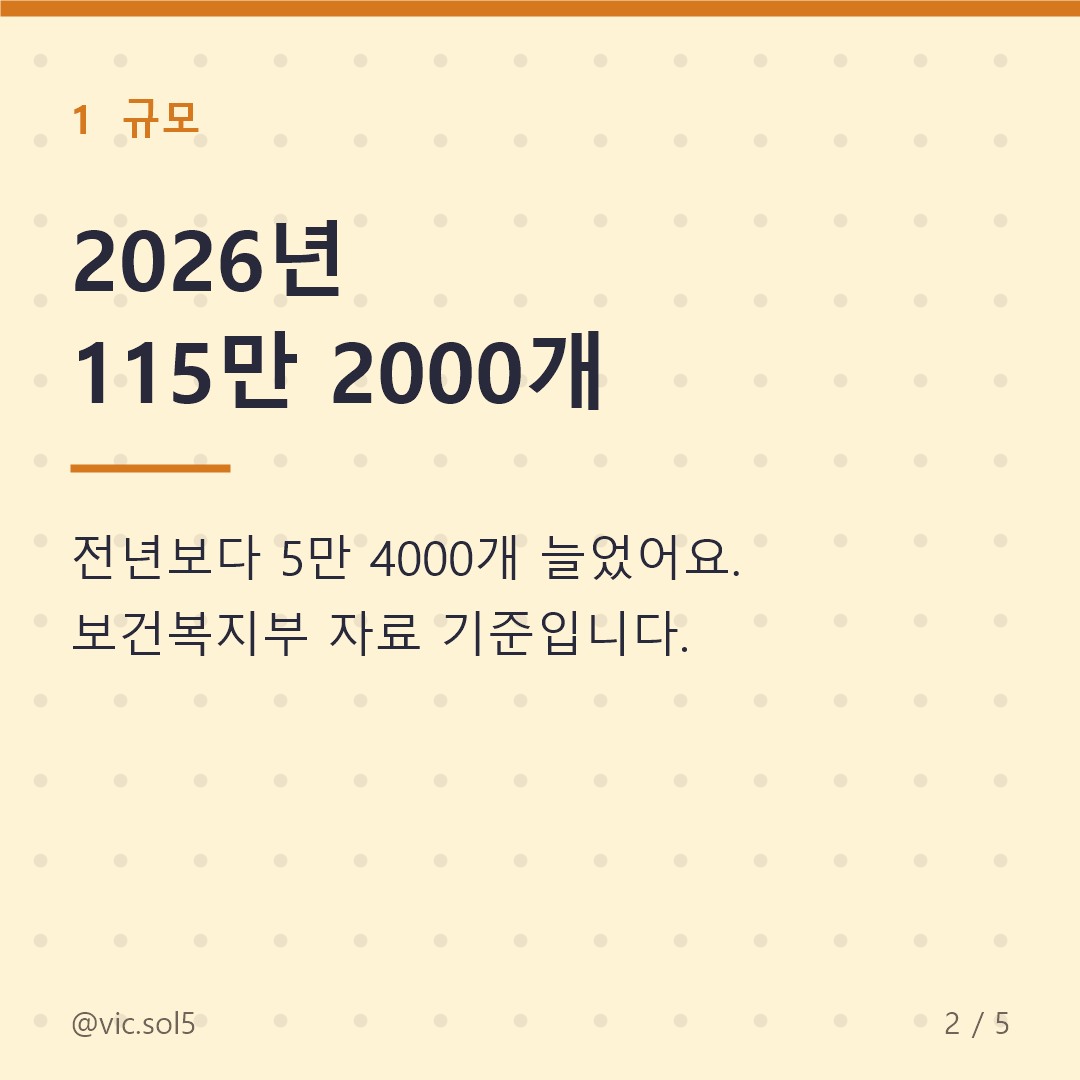 1 규모
2026년
115만 2000개
전년보다 5만 4000개 늘었어요.
보건복지부 자료 기준입니다.
@vic.sol5
2 / 5